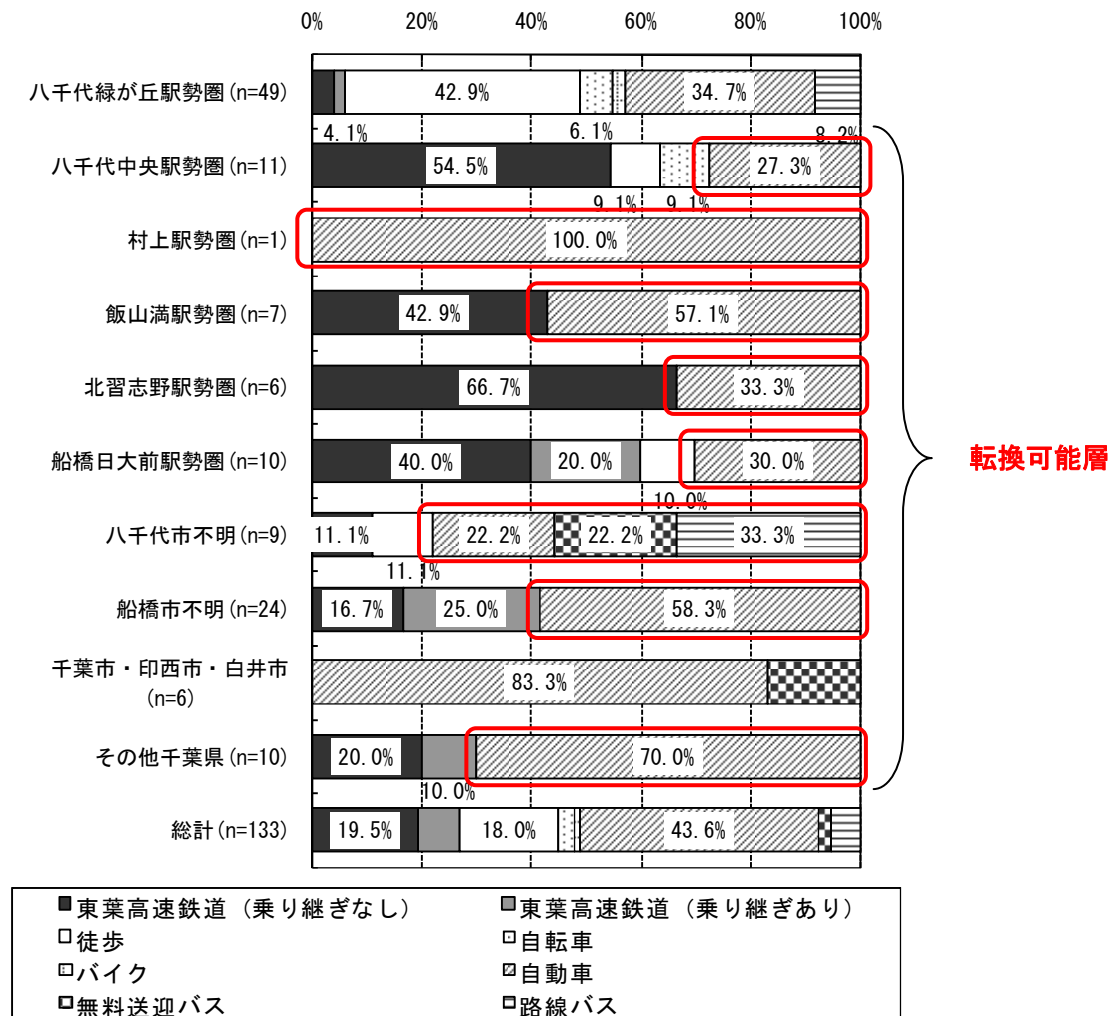 0% 20% 40% 60% 80% 100%
八千代緑が丘駅勢圏(n=49) 42.9% 34.7%
4.1% 6.1% 8.2%
八千代中央駅勢圏(n=11) 54.5% 27.3%
9.1% 9.1%
村上駅勢圏(n=1) 100.0%
飯山満駅勢圏(n=7) 42.9% 57.1%
北習志野駅勢圏(n=6) 66.7% 33.3%
転換可能層
船橋日大前駅勢圏(n=10) 40.0% 20.0% 30.0%
10.0%
八千代市不明(n=9) 11.1% 22.2% 22.2% 33.3%
11.1%
船橋市不明(n=24) 16.7% 25.0% 58.3%
千葉市・印西市・白井市
(n=6)
83.3%
その他千葉県(n=10) 20.0% 70.0%
10.0%
総計(n=133) 19.5% 18.0% 43.6%
東葉高速鉄道（乗り継ぎなし） 東葉高速鉄道（乗り継ぎあり）
徒歩 自転車
バイク 自動車
無料送迎バス 路線バス